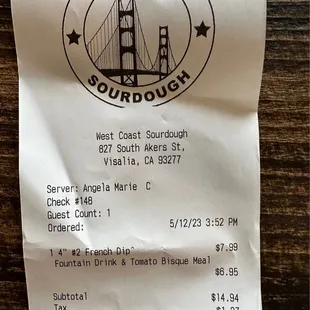 SOURDOUGH
West Coast Sourdough
827 South Akers St,
Visalia, CA 93277
Server: Angela Marie C
Check #148
Guest Count: 1
Ordered: 5/12/23 3:52 PM
1 4" #2 French Dip^ $7.99
Fountain Drink & Tomato Bisque Meal
$6.95
Subtotal $14.94
Tax